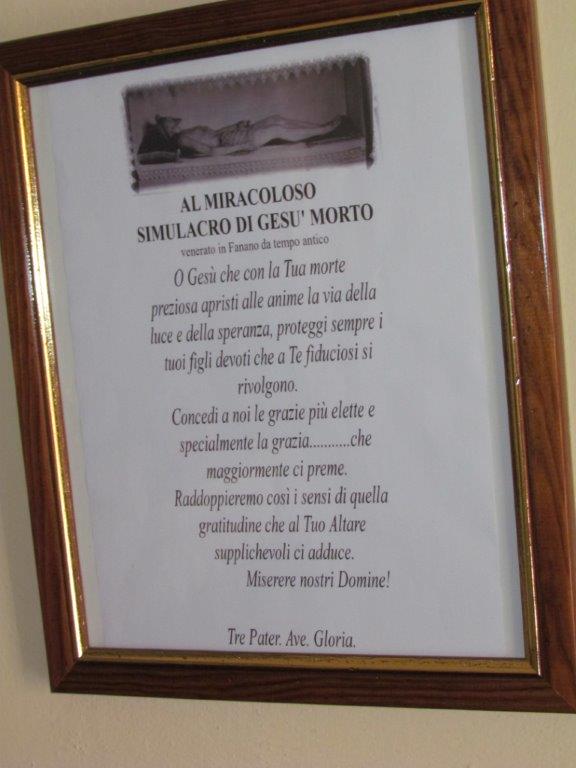 AL MIRACOLOSO
SIMULACRO DI GESU' MORTO
venerato in Fanano da tempo antico
O Gesù che con la Tua morte
preziosa apristi alle anime la via della
luce e della speranza, proteggi sempre i
tuoi figli devoti che a Te fiduciosi si
rivolgono.
Concedi a noi le grazie più elette e
specialmente la grazia...........che
maggiormente ci preme.
Raddoppieremo così i sensi di quella
gratitudine che al Tuo Altare
supplichevoli ci adduce.
Miserere nostri Domine!
Tre Pater. Ave. Gloria.